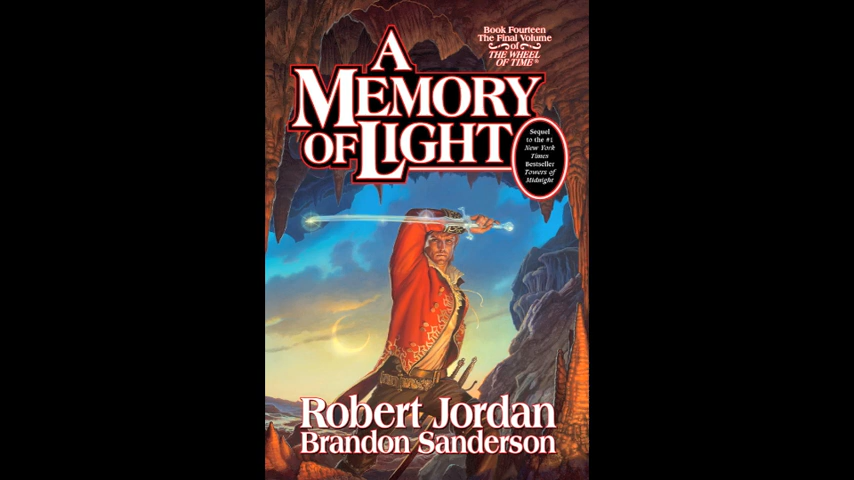 Book Fourteen
The Final Volume
of
THE WHEEL
OF TIME®
A
MEMORY
OF LIGHT
Sequel
to the #1
New York
Times
Bestseller
Towers of
Midnight
Robert Jordan
Brandon Sanderson